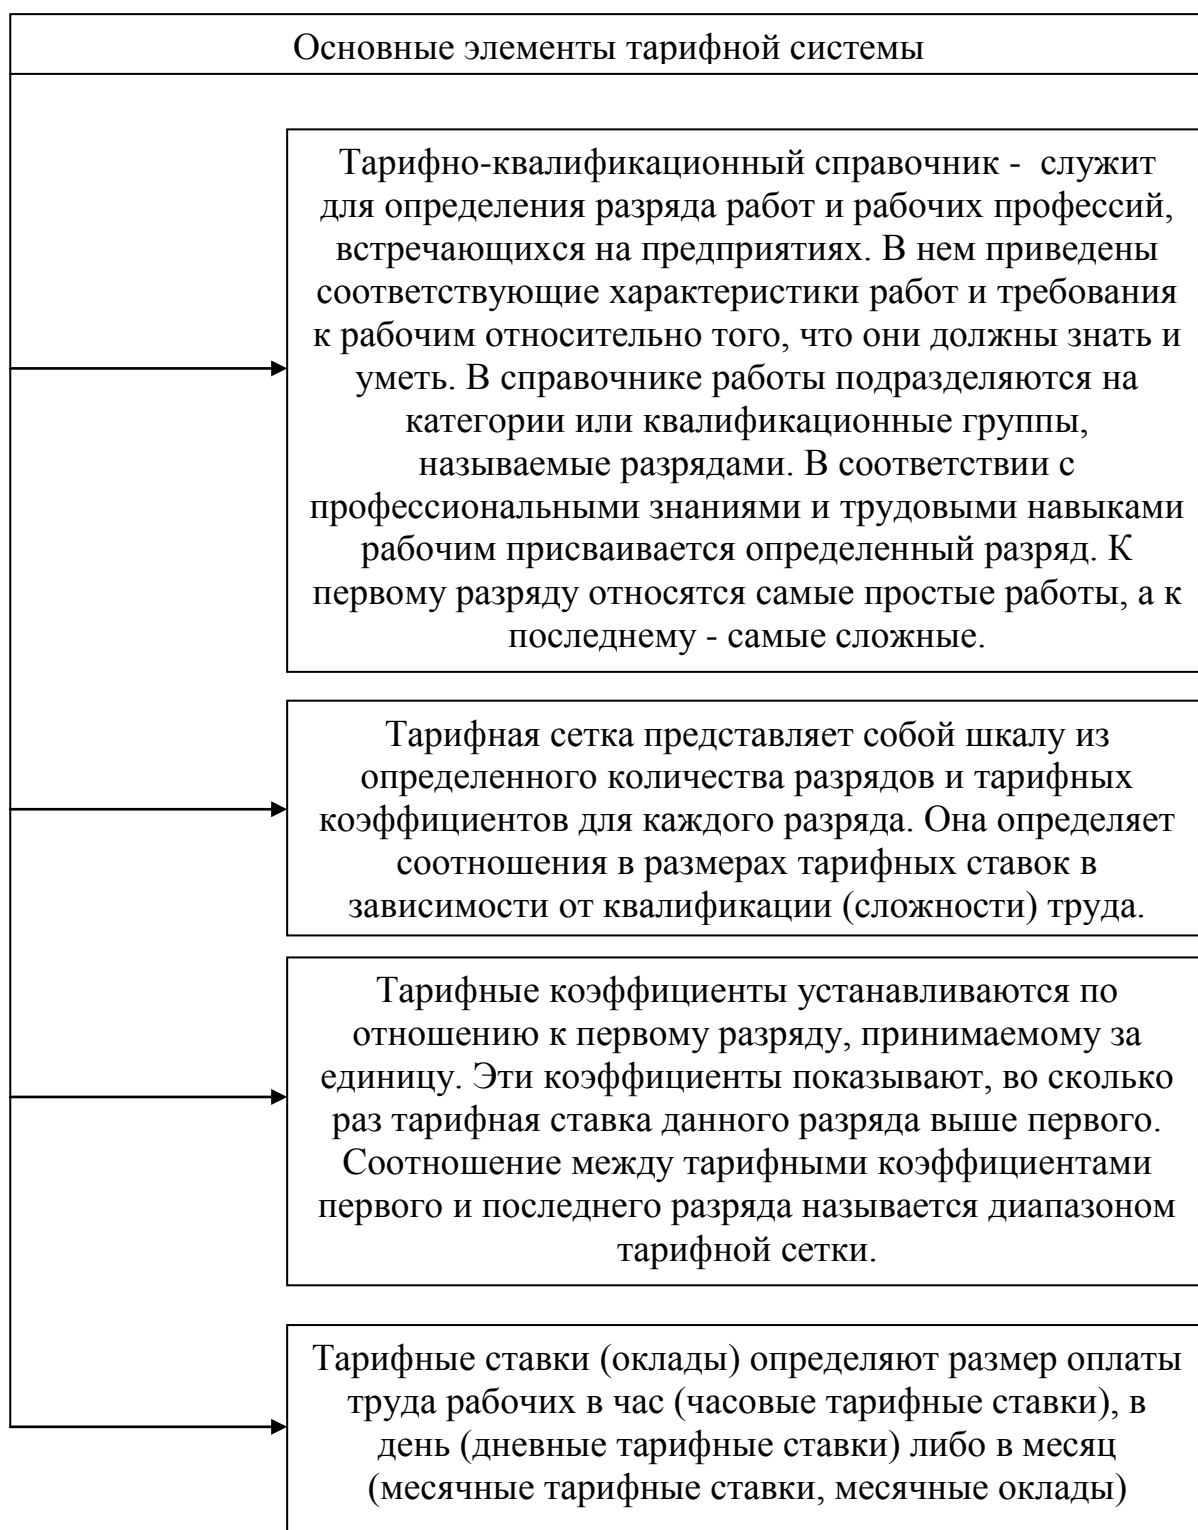 Основные элементы тарифной системы
Тарифно-квалификационный справочник - служит
для определения разряда работ и рабочих профессий,
встречающихся на предприятиях. В нем приведены
соответствующие характеристики работ и требования
к рабочим относительно того, что они должны знать и
уметь. В справочнике работы подразделяются на
категории или квалификационные группы,
называемые разрядами. В соответствии с
профессиональными знаниями и трудовыми навыками
рабочим присваивается определенный разряд. К
первому разряду относятся самые простые работы, а к
последнему - самые сложные.
Тарифная сетка представляет собой шкалу из
определенного количества разрядов и тарифных
коэффициентов для каждого разряда. Она определяет
соотношения в размерах тарифных ставок в
зависимости от квалификации (сложности) труда.
Тарифные коэффициенты устанавливаются по
отношению к первому разряду, принимаемому за
единицу. Эти коэффициенты показывают, во сколько
раз тарифная ставка данного разряда выше первого.
Соотношение между тарифными коэффициентами
первого и последнего разряда называется диапазоном
тарифной сетки.
Тарифные ставки (оклады) определяют размер оплаты
труда рабочих в час (часовые тарифные ставки), в
день (дневные тарифные ставки) либо в месяц
(месячные тарифные ставки, месячные оклады)